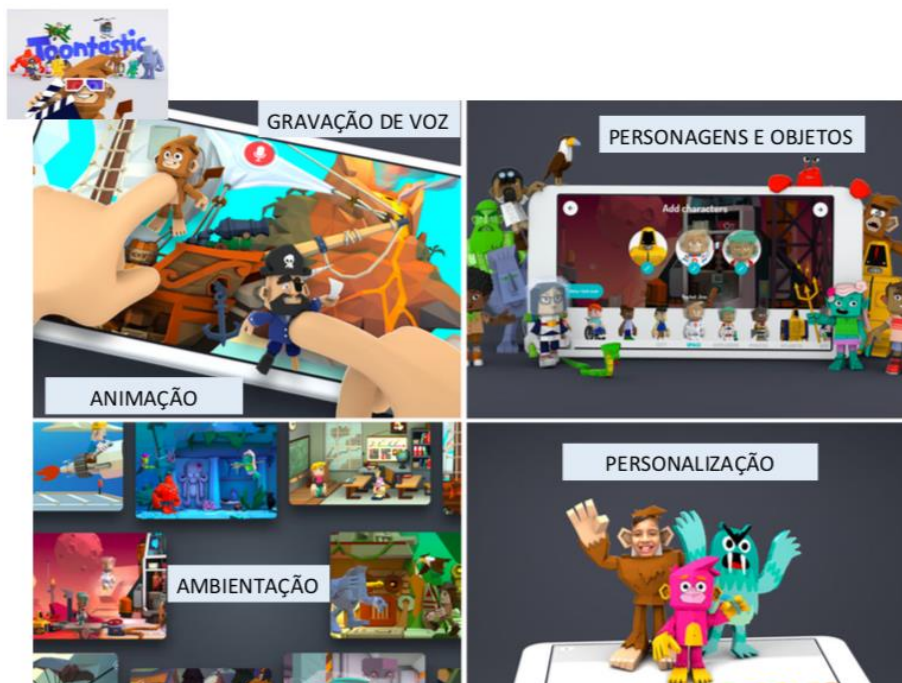 Toontastic
GRAVAÇÃO DE VOZ
PERSONAGENS E OBJETOS
Add characters
ANIMAÇÃO
PERSONALIZAÇÃO
AMBIENTAÇÃO